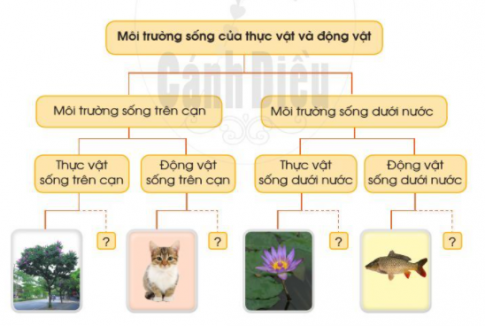 Môi trường sống của thực vật và động vật
Cánh Diều
Môi trường sống trên cạn
Môi trường sống dưới nước
Thực vật
sống trên cạn
Động vật
sống trên cạn
Thực vật
sống dưới nước
Động vật
sống dưới nước
?
?
?
?